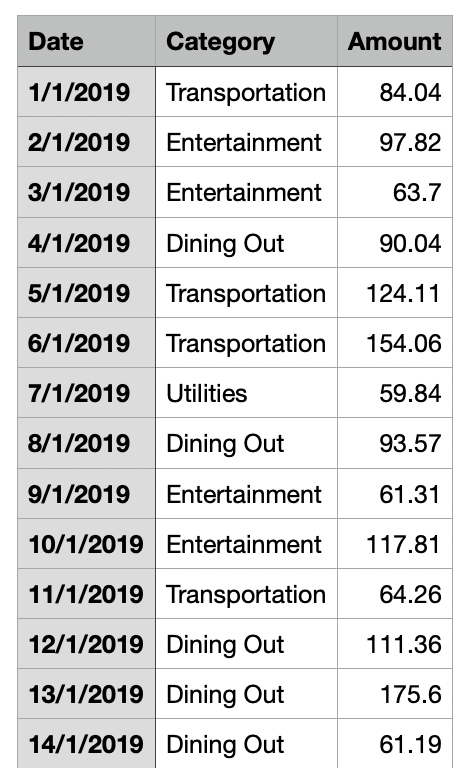 Date Category Amount
1/1/2019 Transportation 84.04
2/1/2019 Entertainment 97.82
3/1/2019 Entertainment 63.7
4/1/2019 Dining Out 90.04
5/1/2019 Transportation 124.11
6/1/2019 Transportation 154.06
7/1/2019 Utilities 59.84
8/1/2019 Dining Out 93.57
9/1/2019 Entertainment 61.31
10/1/2019 Entertainment 117.81
11/1/2019 Transportation 64.26
12/1/2019 Dining Out 111.36
13/1/2019 Dining Out 175.6
14/1/2019 Dining Out 61.19